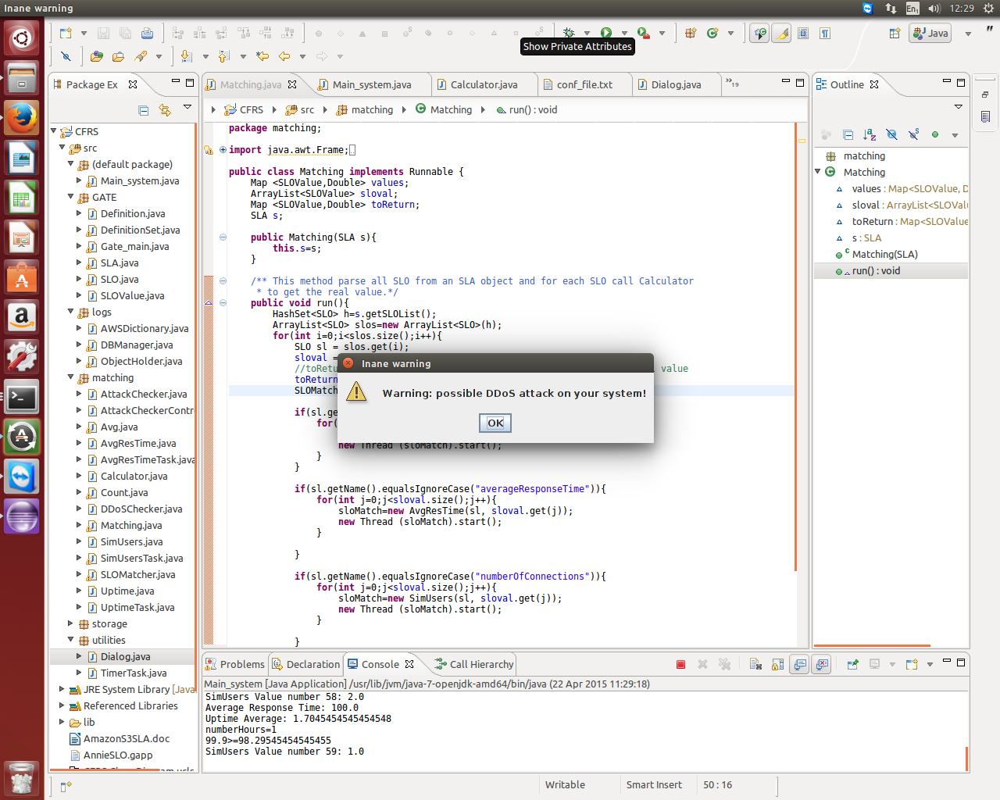 Inane warning
En1
12:29
Show Private Attributes
Java
"
Package Ex
Matching.java
Main_system.java
Calculator.java
conf_file.txt
Dialog.java
»19
Outline
CFRS
src
matching
Matching
run() : void
CFRS
src
(default package)
Main_system.java
GATE
Definition.java
DefinitionSet.java
Gate_main.java
SLA.java
SLO.java
SLOValue.java
logs
AWSDictionary.java
DBManager.java
ObjectHolder.java
matching
AttackChecker.java
AttackCheckerContr
Avg.java
AvgResTime.java
AvgResTimeTask.java
Calculator.java
Count.java
DDoSChecker.java
Matching.java
SimUsers.java
SimUsersTask.java
SLOMatcher.java
Uptime.java
UptimeTask.java
storage
utilities
Dialog.java
TimerTask.java
JRE System Library [Java
Referenced Libraries
lib
AmazonS3SLA.doc
AnnieSLO.gapp
package matching;
import java.awt.Frame;
public class Matching implements Runnable {
Map <SLOValue,Double> values;
ArrayList<SLOValue> sloval;
Map <SLOValue,Double> toReturn;
SLA s;
public Matching(SLA s){
this.s=s;
}
/** This method parse all SLO from an SLA object and for each SLO call Calculator
* to get the real value.*/
public void run(){
HashSet<SLO> h=s.getSLOList();
ArrayList<SLO> slos=new ArrayList<SLO>(h);
for(int i=0;i<slos.size();i++){
SLO sl = slos.get(i);
sloval =
//toRetu value
toReturn
SLOMatch
if(sl.ge
for(
new Thread (sloMatch).start();
}
}
if(sl.getName().equalsIgnoreCase("averageResponseTime")){
for(int j=0;j<sloval.size();j++){
sloMatch=new AvgResTime(sl, sloval.get(j));
new Thread (sloMatch).start();
}
}
if(sl.getName().equalsIgnoreCase("numberOfConnections")){
for(int j=0;j<sloval.size();j++){
sloMatch=new SimUsers(sl, sloval.get(j));
new Thread (sloMatch).start();
}
}
Inane warning
Warning: possible DDoS attack on your system!
OK
matching
Matching
values : Map<SLOValue, D
sloval : ArrayList<SLOValu
toReturn : Map<SLOValue
s : SLA
Matching(SLA)
run() : void
Problems
Declaration
Console
Call Hierarchy
Main_system [Java Application] /usr/lib/jvm/java-7-openjdk-amd64/bin/java (22 Apr 2015 11:29:18)
SimUsers Value number 58: 2.0
Average Response Time: 100.0
Uptime Average: 1.7045454545454548
numberHours=1
99.9>=98.29545454545455
SimUsers Value number 59: 1.0
Writable
Smart Insert
50 : 16